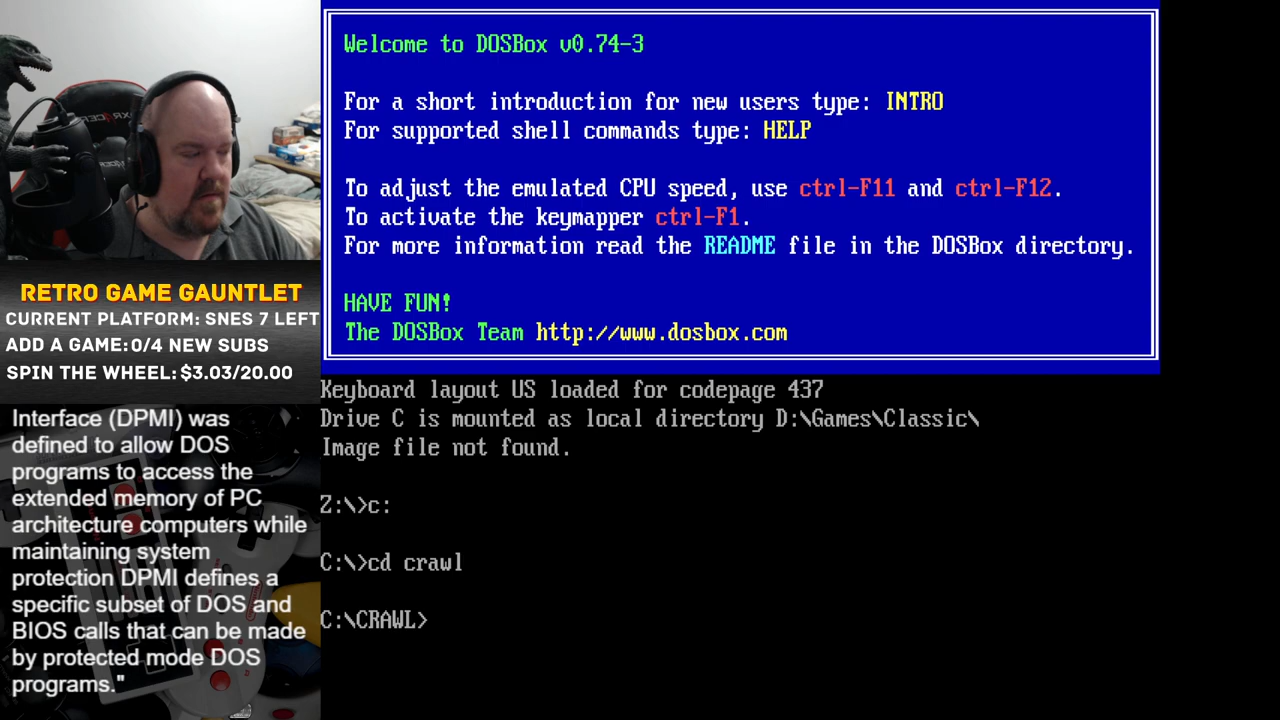 Welcome to DOSBox v0.74-3
For a short introduction for new users type: INTRO
For supported shell commands type: HELP
To adjust the emulated CPU speed, use ctrl-F11 and ctrl-F12.
To activate the keymapper ctrl-F1.
For more information read the README file in the DOSBox directory.
HAVE FUN!
The DOSBox Team http://www.dosbox.com
Keyboard layout US loaded for codepage 437
Drive C is mounted as local directory D:\Games\Classic\
Image file not found.
Z:\>c:
C:\>cd crawl
C:\CRAWL>
RETRO GAME GAUNTLET
CURRENT PLATFORM: SNES 7 LEFT
ADD A GAME: 0/4 NEW SUBS
SPIN THE WHEEL: $3.03/20.00
Interface (DPMI) was
defined to allow DOS
programs to access the
extended memory of PC
architecture computers while
maintaining system
protection DPMI defines a
specific subset of DOS and
BIOS calls that can be made
by protected mode DOS
programs."